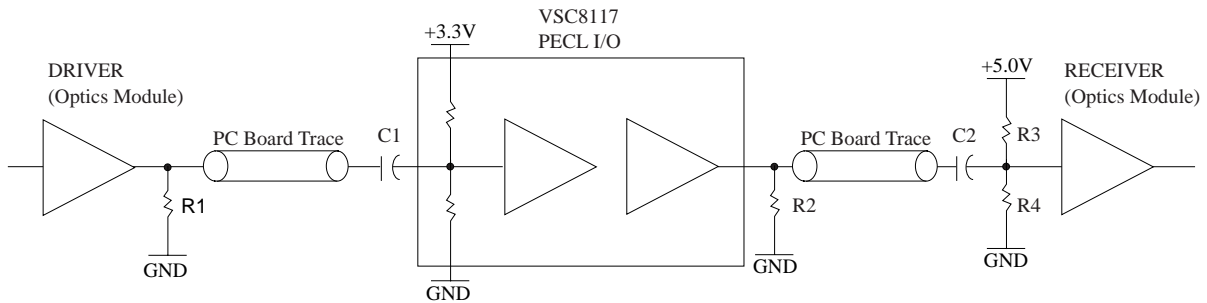 VSC8117
PECL I/O
+3.3V
DRIVER
(Optics Module)
+5.0V
RECEIVER
(Optics Module)
PC Board Trace
C1
PC Board Trace
C2
R3
R1
R2
R4
GND
GND
GND
GND